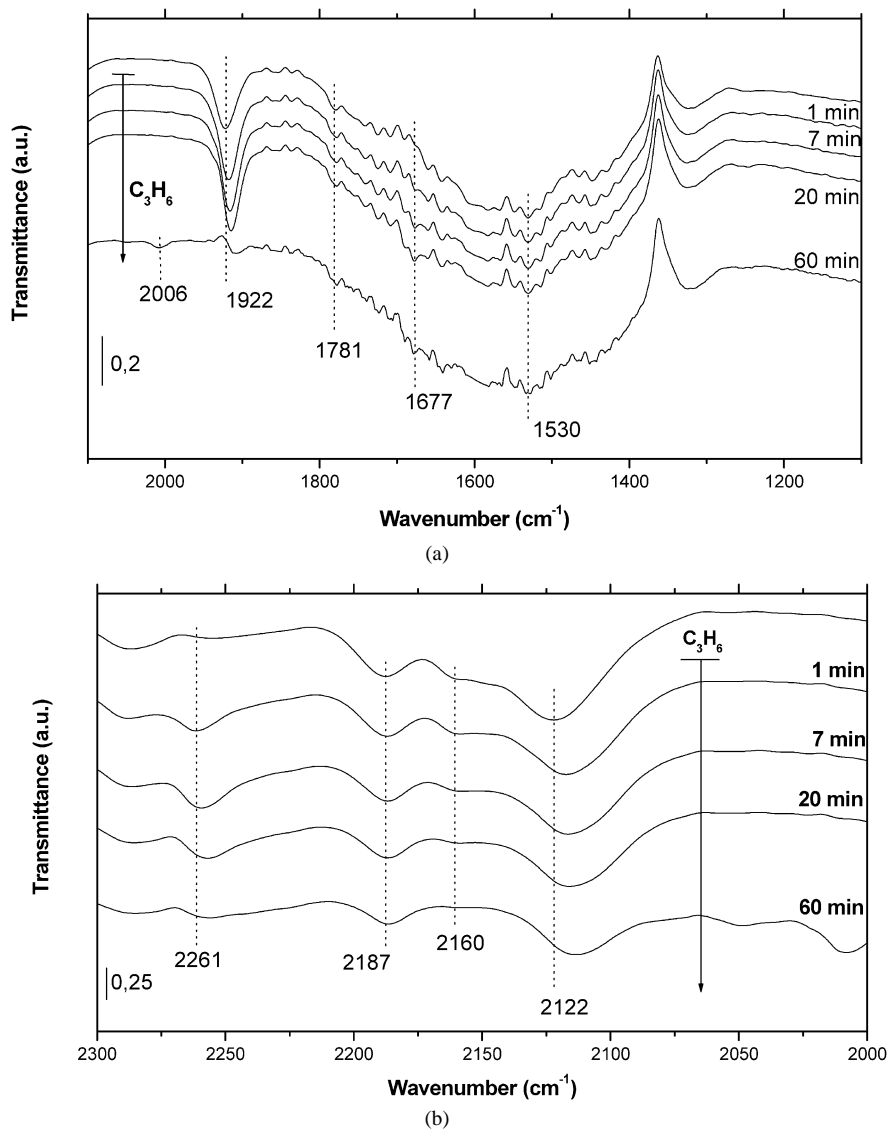 Transmittance (a.u.)
1 min
7 min
20 min
60 min
C3H6
2006
1922
1781
1677
1530
0,2
2000 1800 1600 1400 1200
Wavenumber (cm-1)
(a)
Transmittance (a.u.)
C3H6
1 min
7 min
20 min
60 min
2261
2187
2160
2122
0,25
2300 2250 2200 2150 2100 2050 2000
Wavenumber (cm-1)
(b)